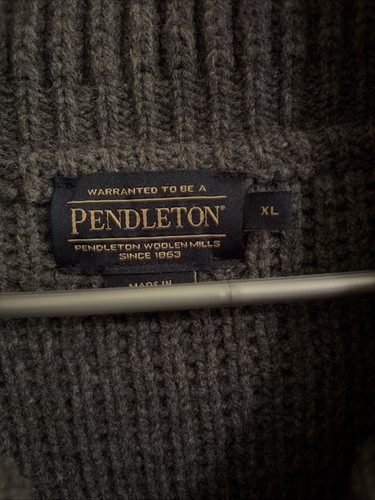 WARRANTED TO BE A
PENDLETON®
XL
PENDLETON WOOLEN MILLS
SINCE 1863
MADE IN